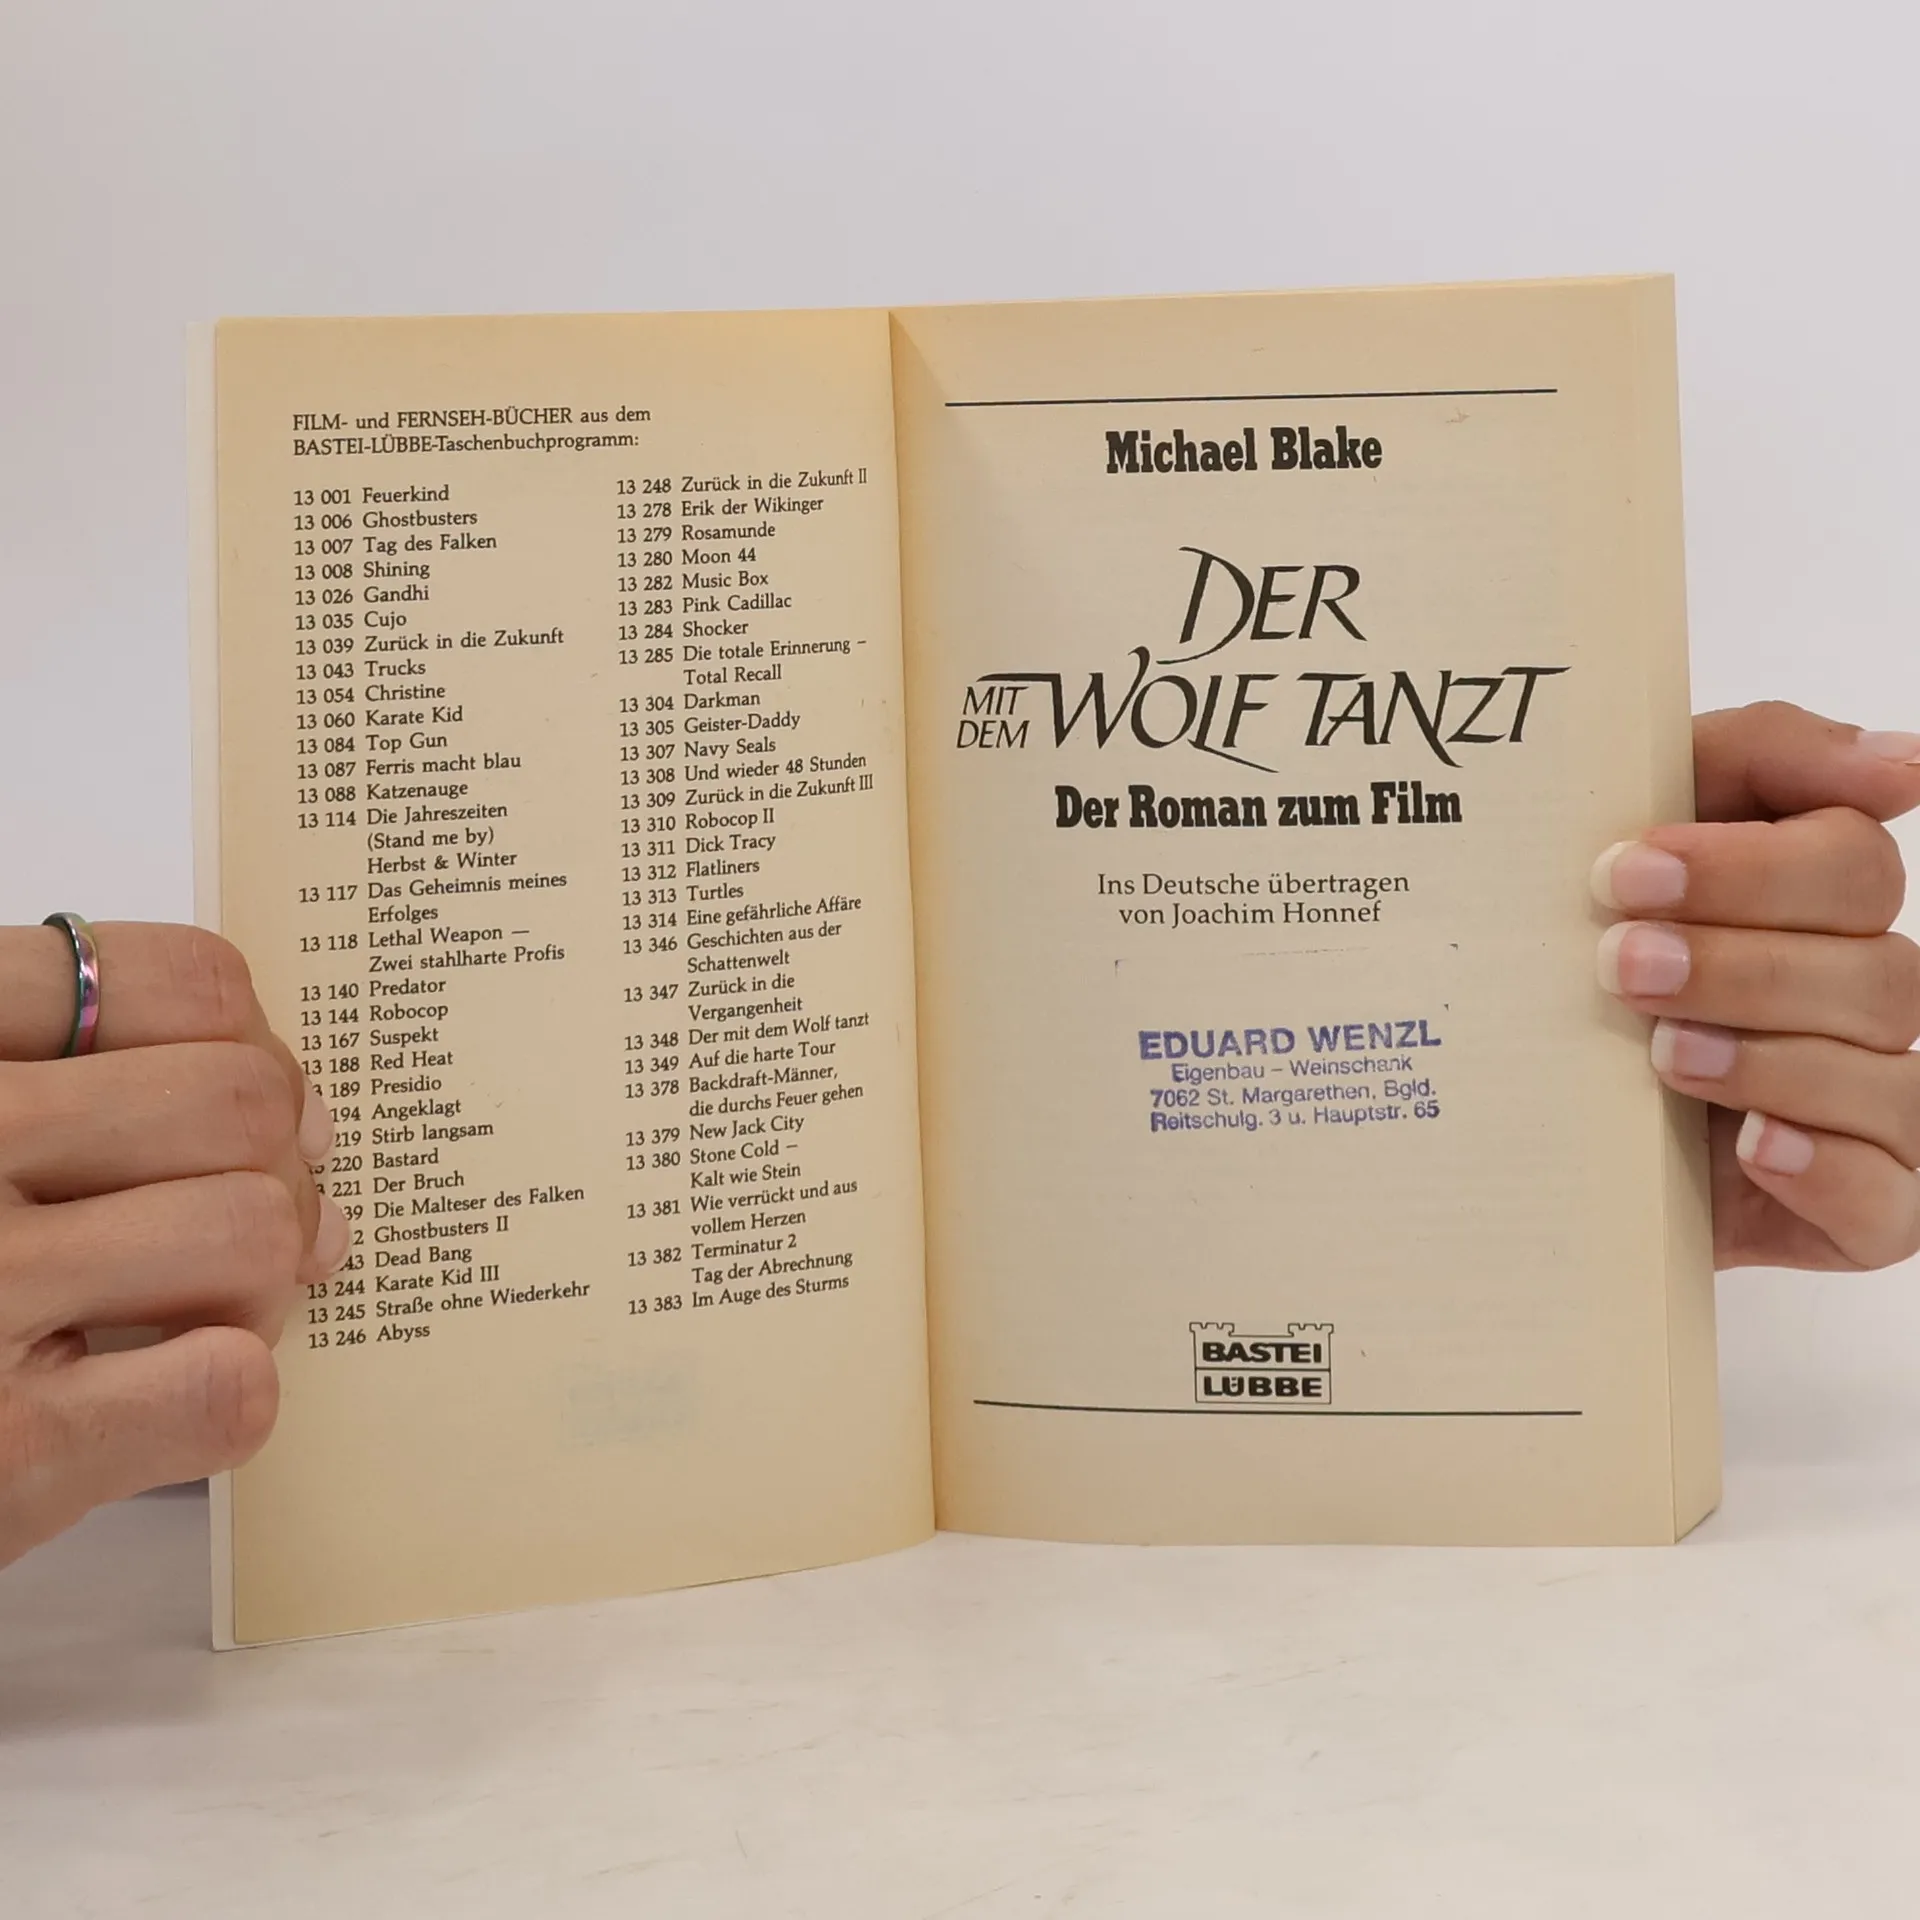 FILM- und FERNSEH-BÜCHER aus dem
BASTEI-LÜBBE-Taschenbuchprogramm:
13 001 Feuerkind
13 006 Ghostbusters
13 007 Tag des Falken
13 008 Shining
13 026 Gandhi
13 035 Cujo
13 039 Zurück in die Zukunft
13 043 Trucks
13 054 Christine
13 060 Karate Kid
13 084 Top Gun
13 087 Ferris macht blau
13 088 Katzenauge
13 114 Die Jahreszeiten
(Stand me by)
Herbst & Winter
13 117 Das Geheimnis meines
Erfolges
13 118 Lethal Weapon —
Zwei stahlharte Profis
13 140 Predator
13 144 Robocop
13 167 Suspekt
13 188 Red Heat
189 Presidio
194 Angeklagt
219 Stirb langsam
220 Bastard
221 Der Bruch
39 Die Malteser des Falken
2 Ghostbusters II
43 Dead Bang
13 244 Karate Kid III
13 245 Straße ohne Wiederkehr
13 246 Abyss
13 248 Zurück in die Zukunft II
13 278 Erik der Wikinger
13 279 Rosamunde
13 280 Moon 44
13 282 Music Box
13 283 Pink Cadillac
13 284 Shocker
13 285 Die totale Erinnerung –
Total Recall
13 304 Darkman
13 305 Geister-Daddy
13 307 Navy Seals
13 308 Und wieder 48 Stunden
13 309 Zurück in die Zukunft III
13 310 Robocop II
13 311 Dick Tracy
13 312 Flatliners
13 313 Turtles
13 314 Eine gefährliche Affäre
13 346 Geschichten aus der
Schattenwelt
13 347 Zurück in die
Vergangenheit
13 348 Der mit dem Wolf tanzt
13 349 Auf die harte Tour
13 378 Backdraft-Männer,
die durchs Feuer gehen
13 379 New Jack City
13 380 Stone Cold –
Kalt wie Stein
13 381 Wie verrückt und aus
vollem Herzen
13 382 Terminatur 2
Tag der Abrechnung
13 383 Im Auge des Sturms
Michael Blake
DER
MIT DEM WOLF TANZT
Der Roman zum Film
Ins Deutsche übertragen
von Joachim Honnef
EDUARD WENZL
Eigenbau – Weinschank
7062 St. Margarethen, Bgld.
Reitschulg. 3 u. Hauptstr. 65
BASTEI
LÜBBE